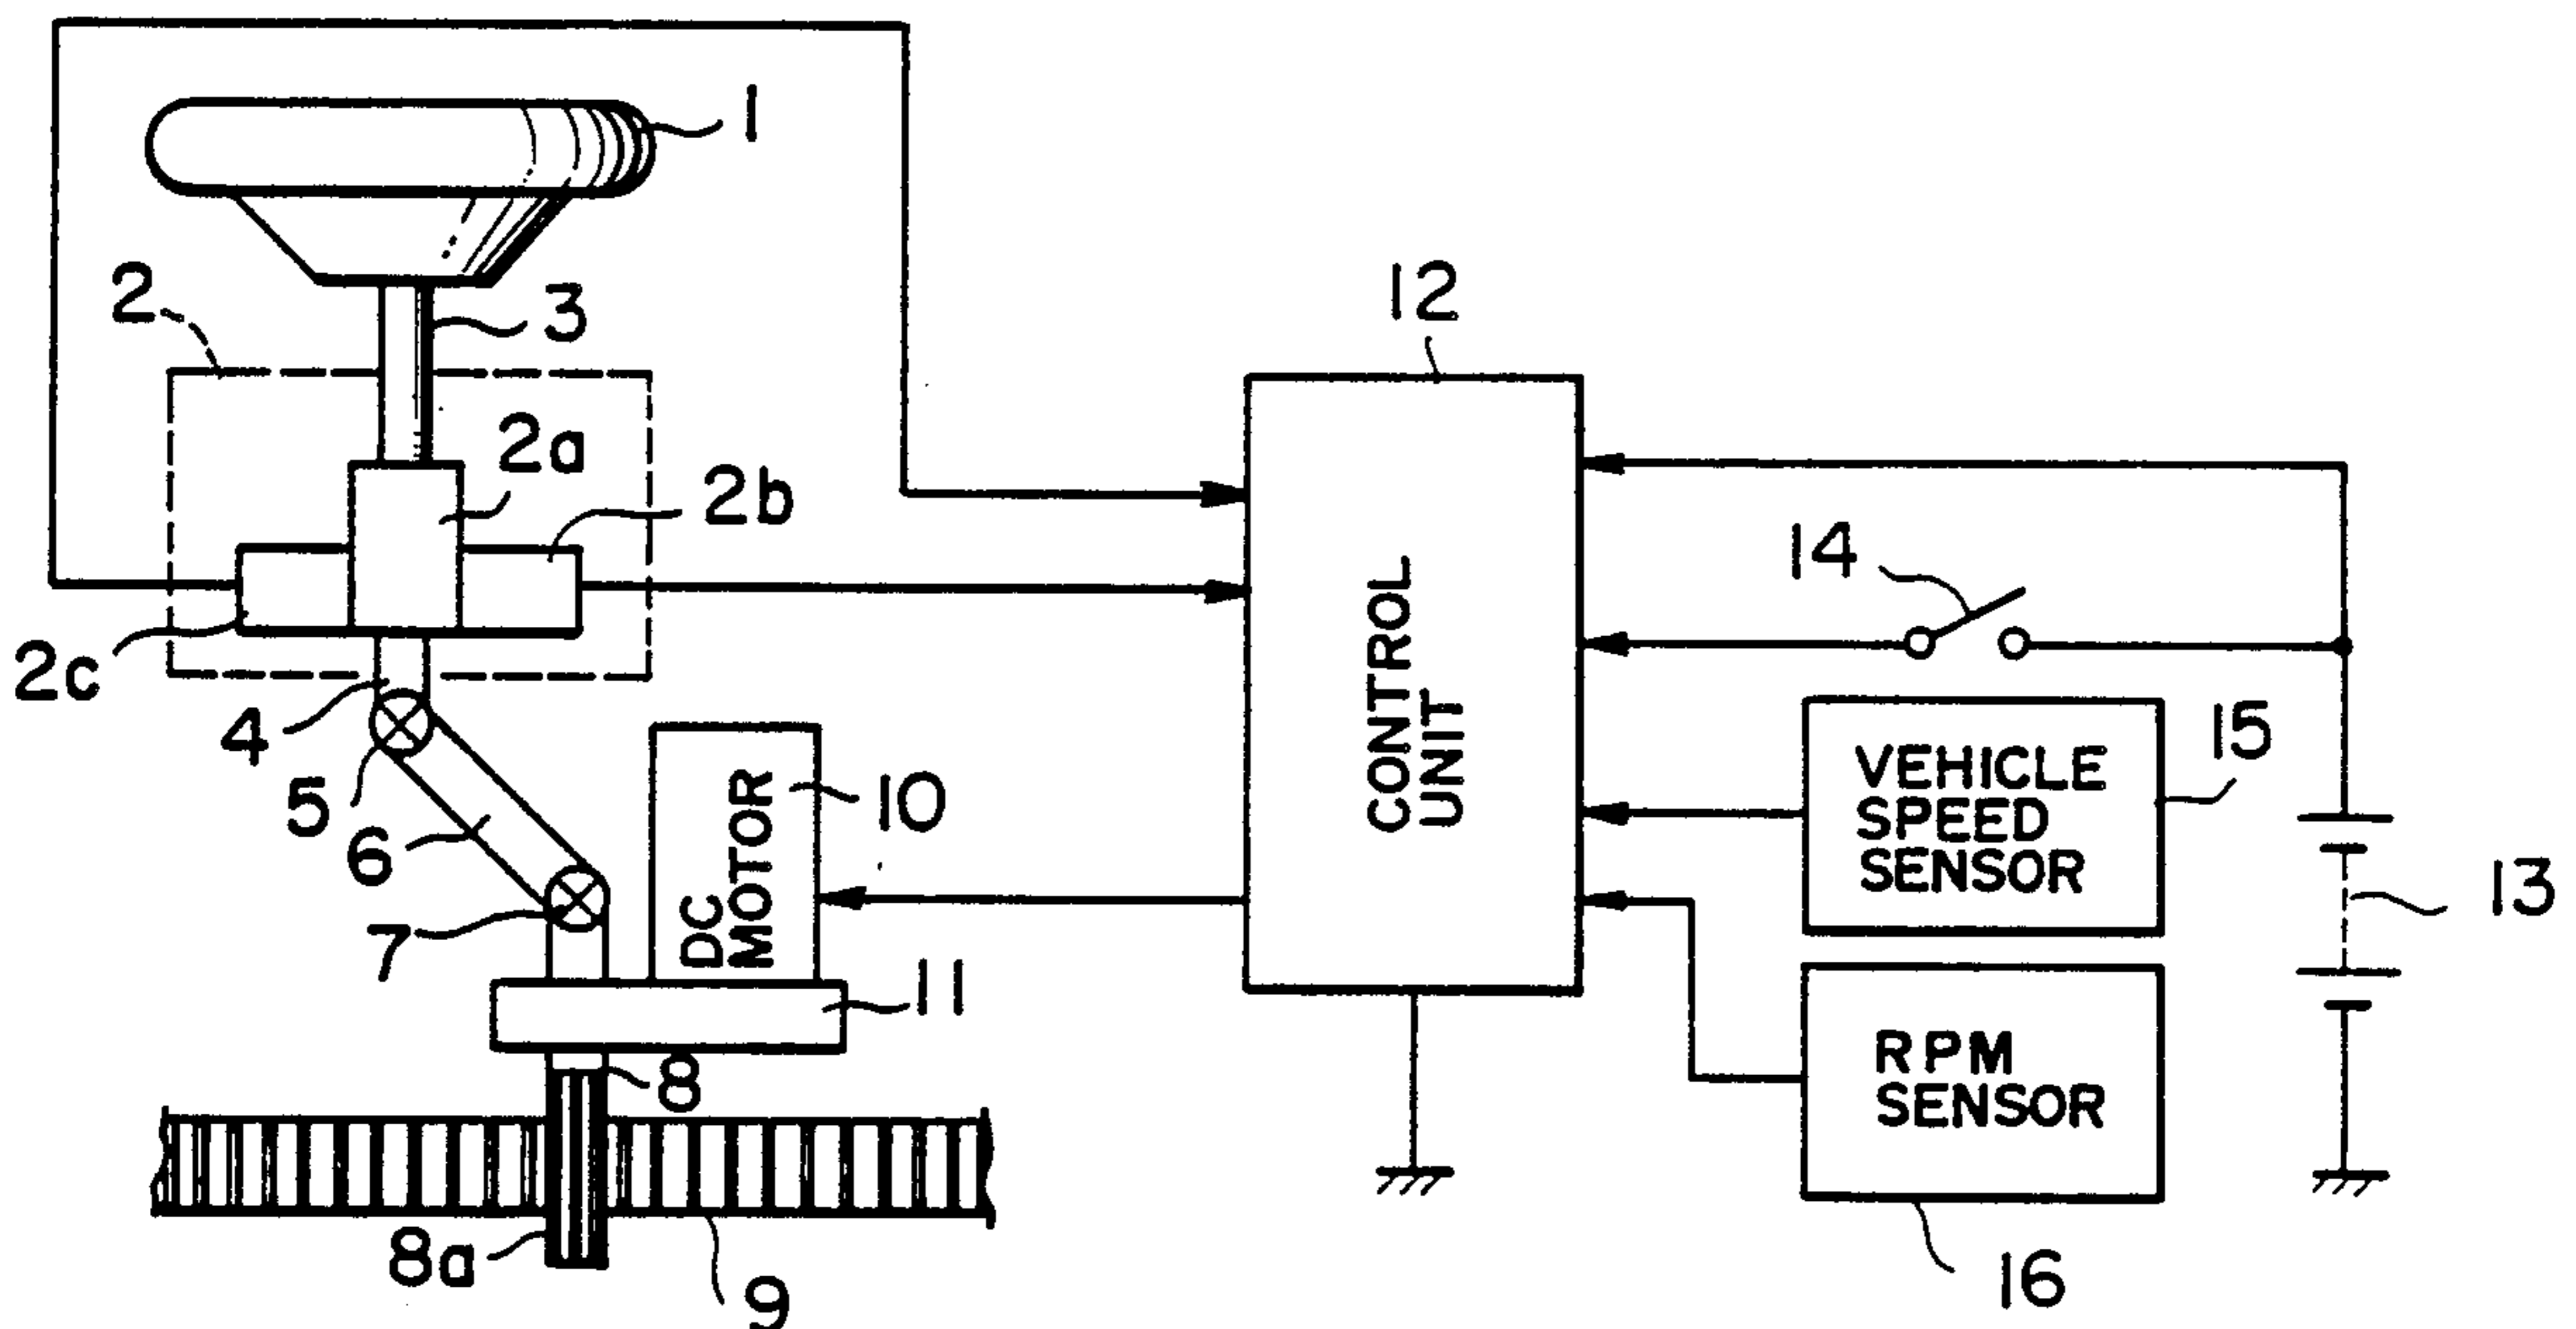 1
2
3
2a
2b
2c
4
5
6
7
DC
MOTOR
10
11
8
8a
9
12
CONTROL
UNIT
14
VEHICLE
SPEED
SENSOR
15
13
RPM
SENSOR
16